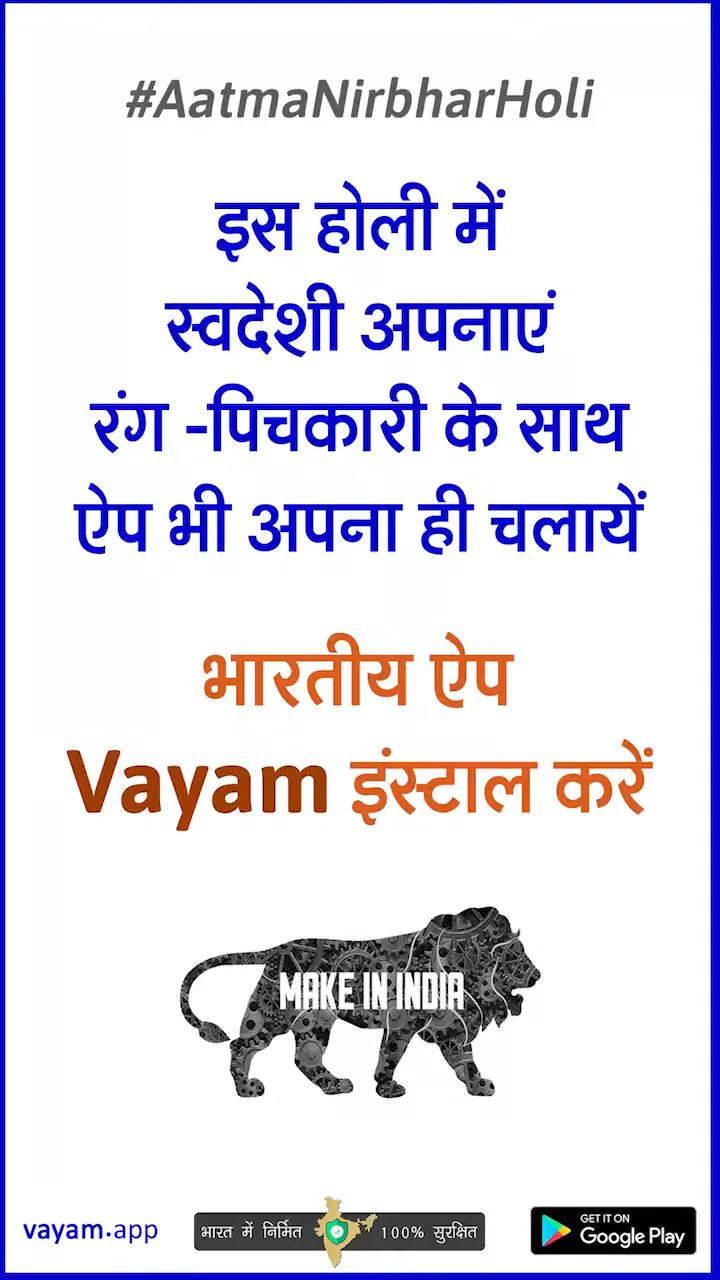 #AatmaNirbharHoli
इस होली में
स्वदेशी अपनाएं
रंग -पिचकारी के साथ
ऐप भी अपना ही चलायें
भारतीय ऐप
Vayam इंस्टाल करें
MAKE IN INDIA
vayam.app
भारत में निर्मित 100% सुरक्षित
GET IT ON
Google Play